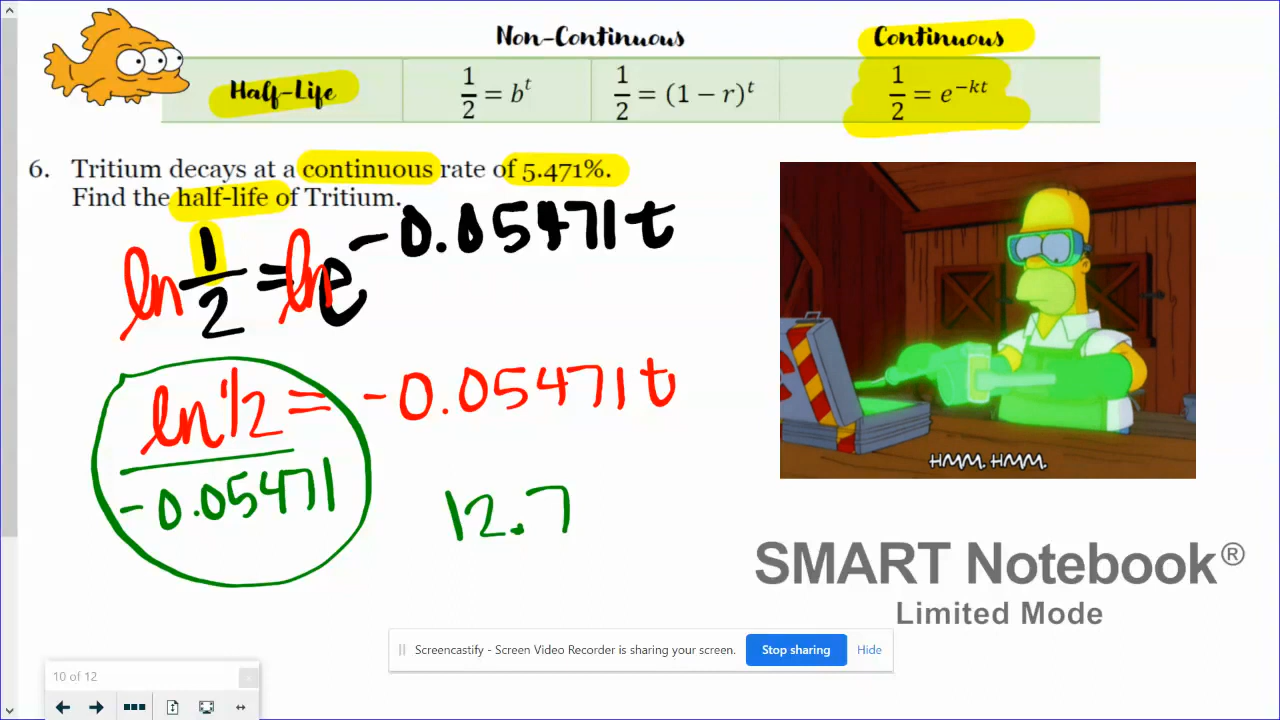 Non-Continuous Continuous
Half-Life 1/2 = b^t 1/2 = (1 − r)^t 1/2 = e^−kt
6. Tritium decays at a continuous rate of 5.471%.
Find the half-life of Tritium.
ln 1/2 = ln e^−0.05471t
ln 1/2 = -0.05471t
-0.05471
12.7
HMM. HMM.
SMART Notebook®
Limited Mode
Screencastify - Screen Video Recorder is sharing your screen. Stop sharing Hide
10 of 12